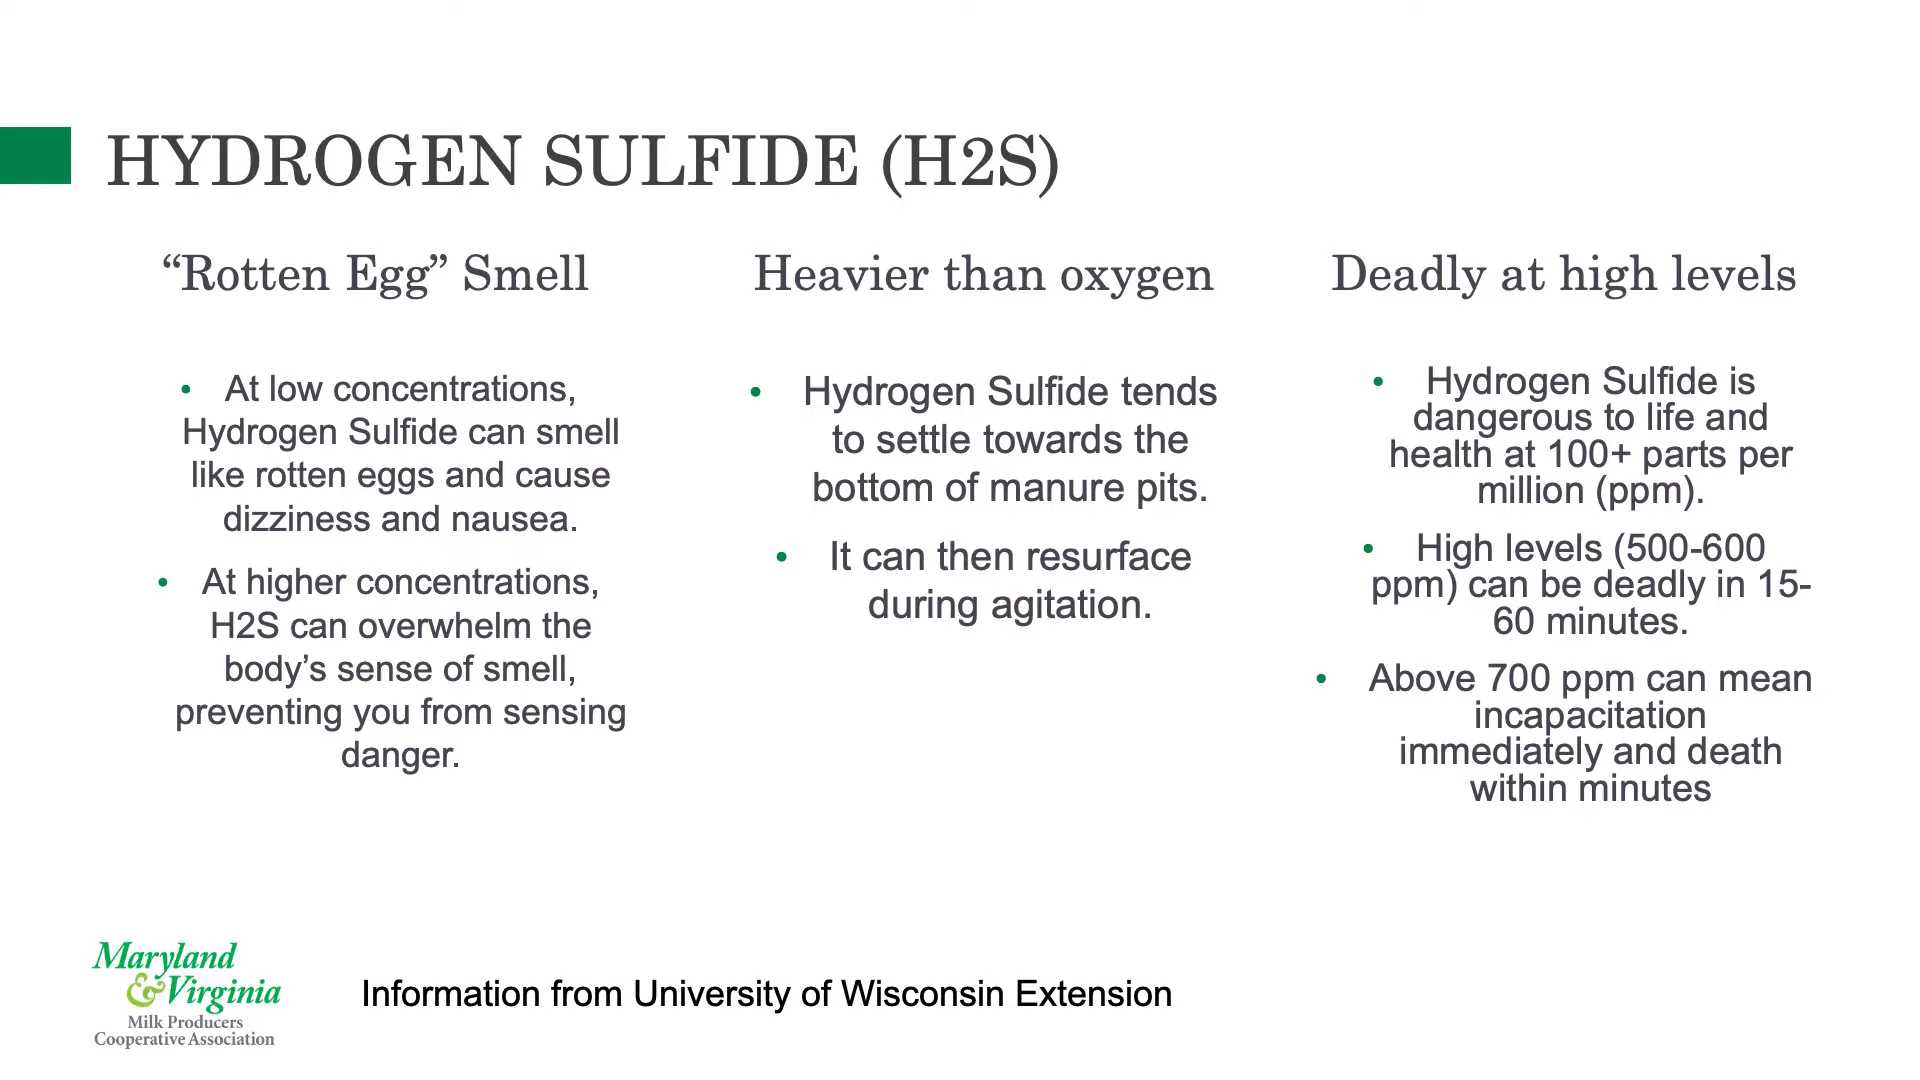 HYDROGEN SULFIDE (H2S)
“Rotten Egg” Smell
• At low concentrations,
Hydrogen Sulfide can smell
like rotten eggs and cause
dizziness and nausea.
• At higher concentrations,
H2S can overwhelm the
body’s sense of smell,
preventing you from sensing
danger.
Heavier than oxygen
• Hydrogen Sulfide tends
to settle towards the
bottom of manure pits.
• It can then resurface
during agitation.
Deadly at high levels
• Hydrogen Sulfide is
dangerous to life and
health at 100+ parts per
million (ppm).
• High levels (500-600
ppm) can be deadly in 15-
60 minutes.
• Above 700 ppm can mean
incapacitation
immediately and death
within minutes
Maryland
&Virginia
Milk Producers
Cooperative Association
Information from University of Wisconsin Extension